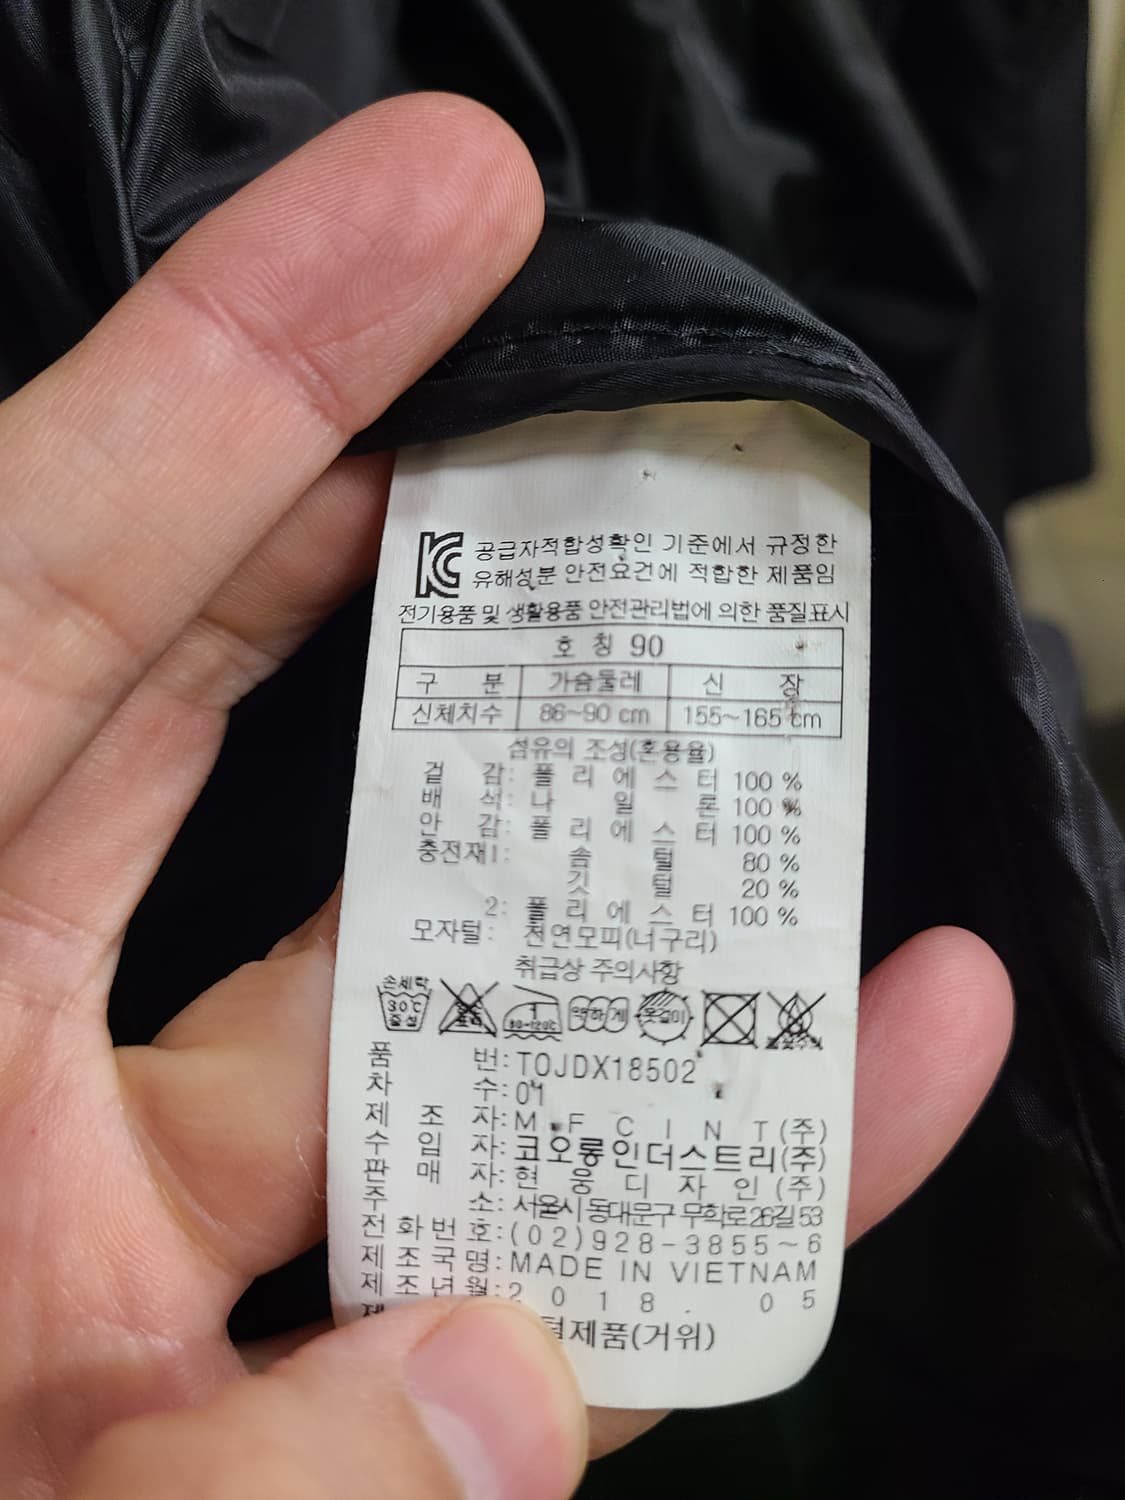 공급자적합성확인 기준에서 규정한
유해성분 안전요건에 적합한 제품임
전기용품 및 생활용품 안전관리법에 의한 품질표시
호 칭 90
구 분 가슴둘레 신 장
신체치수 86~90 cm 155~165 cm
섬유의 조성(혼용율)
겉 감: 폴 리 에 스 터 100 %
배 색: 나 일 론 100 %
안 감: 폴 리 에 스 터 100 %
충전재1: 솜 털 80 %
깃 털 20 %
2: 폴 리 에 스 터 100 %
모자털: 천연모피(너구리)
취급상 주의사항
손세탁 30℃ 중성 80~120℃ 약하게 옷걸이
품 번: TOJDX18502
차 수: 01
제 조 자: M F C I N T (주)
수 입 자: 코오롱인더스트리(주)
판 매 자: 현 웅 디 자 인 (주)
주 소: 서울시 동대문구 무학로26길 53
전 화 번 호: (02)928-3855~6
제 조 국 명: MADE IN VIETNAM
제 조 년 월: 2 0 1 8 . 0 5
털제품(거위)